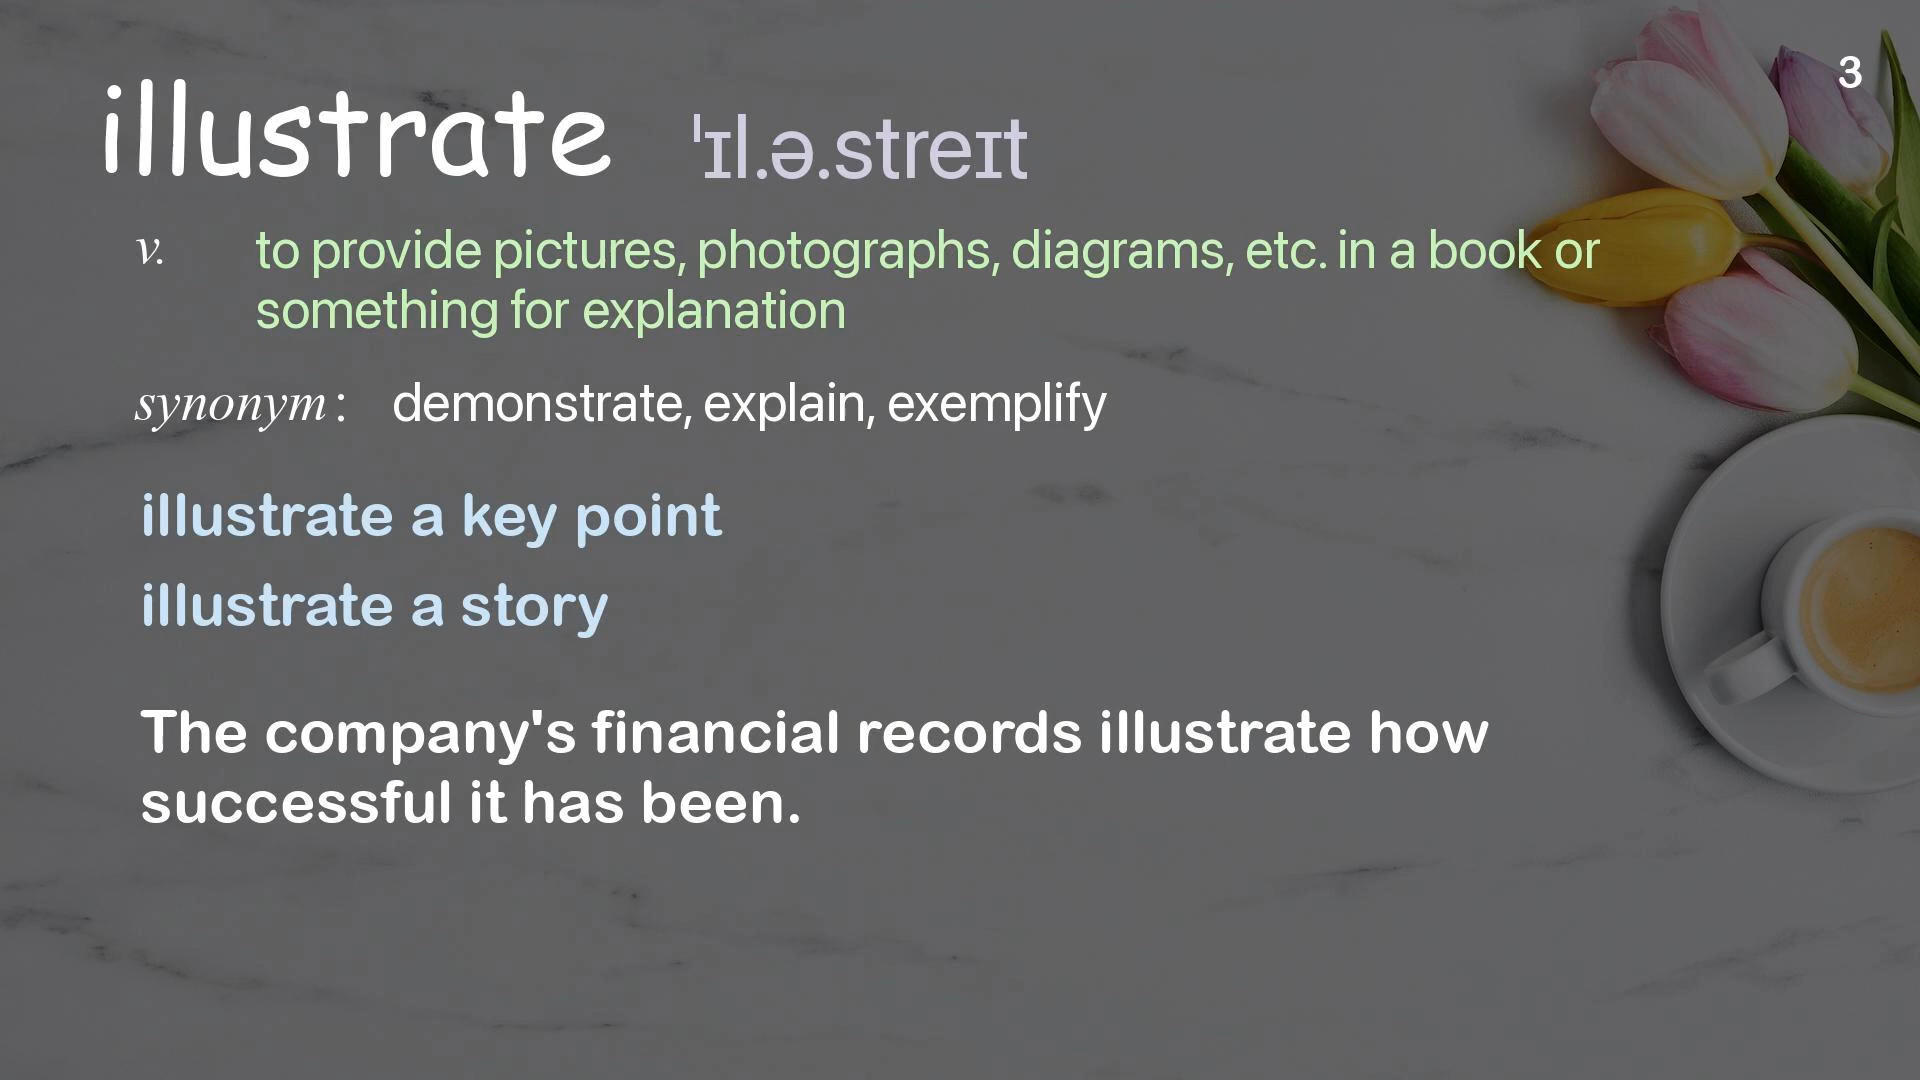 3
illustrate ˈɪl.ə.streɪt
v. to provide pictures, photographs, diagrams, etc. in a book or
something for explanation
synonym : demonstrate, explain, exemplify
illustrate a key point
illustrate a story
The company's financial records illustrate how
successful it has been.